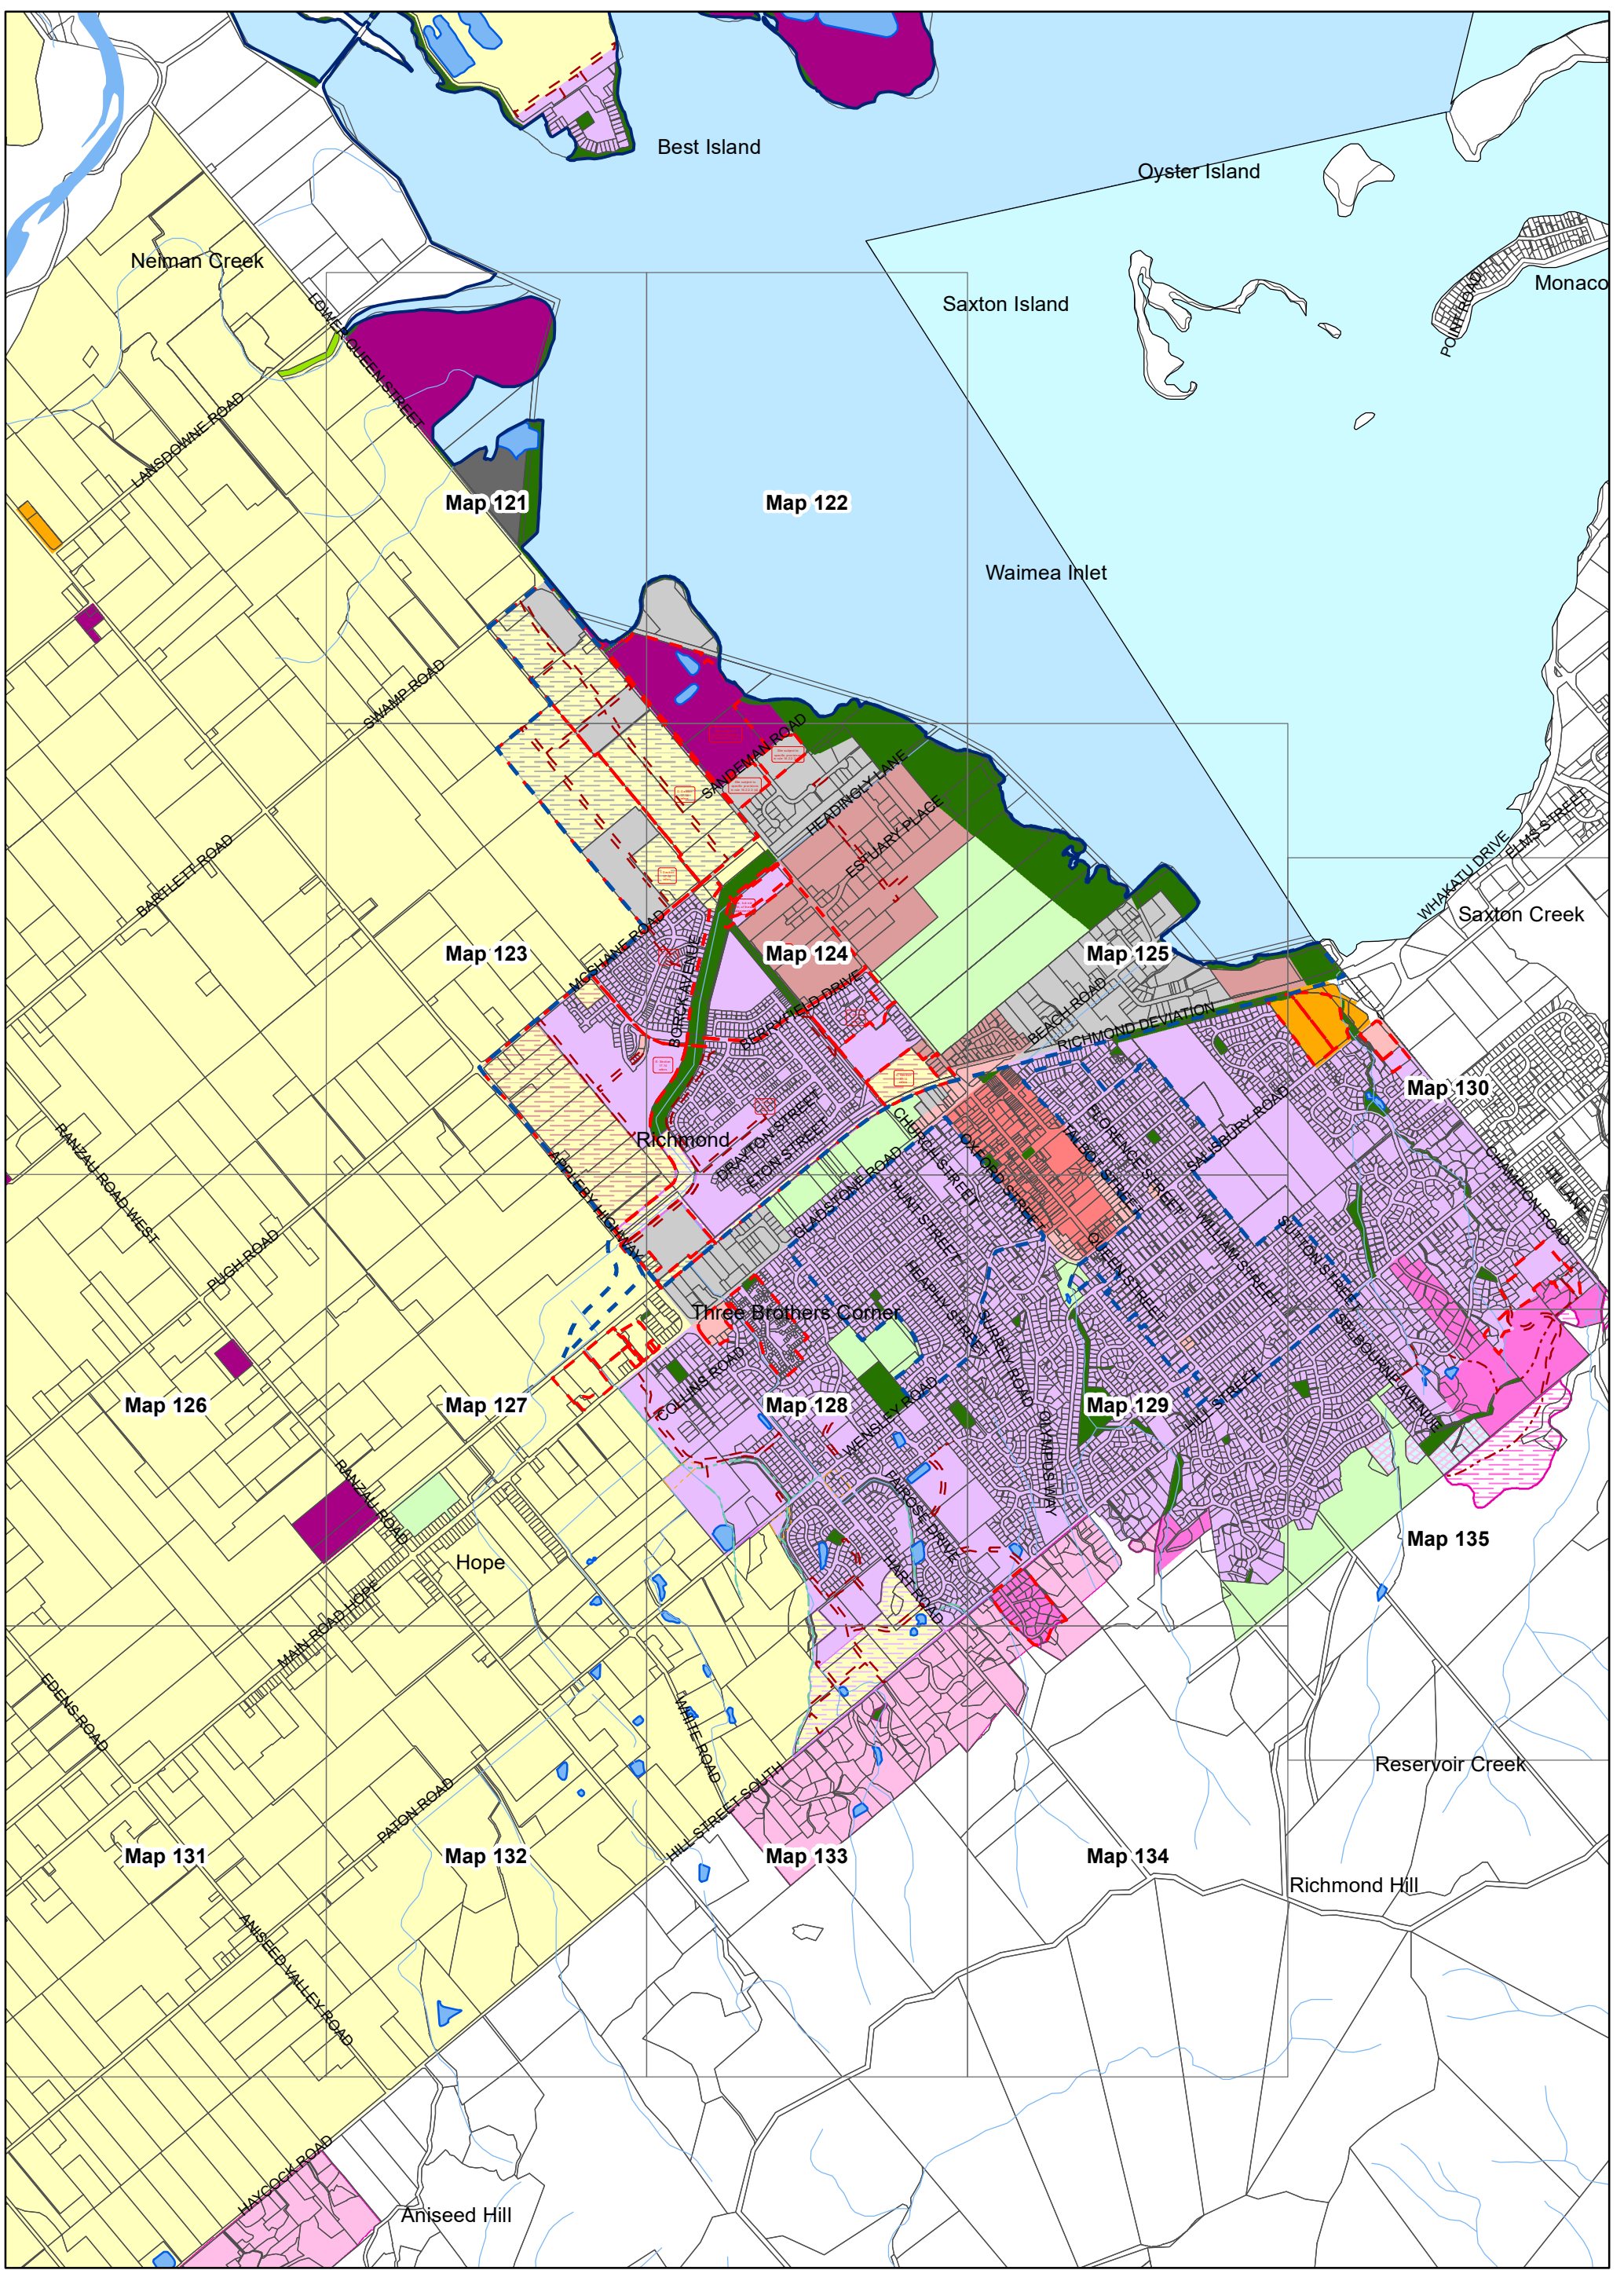 Best Island
Oyster Island
Neiman Creek
Monaco
Saxton Island
POINT ROAD
LOWER QUEEN STREET
LANSDOWNE ROAD
Map 121
Map 122
Waimea Inlet
SWAMP ROAD
SANDEMAN ROAD
HEADINGLY LANE
ESTUARY PLACE
ELMS STREET
WHAKATU DRIVE
BARTLETT ROAD
Saxton Creek
MCSHANE ROAD
Map 123
Map 124
Map 125
BORCK AVENUE
BERRYFIELD DRIVE
BEACH ROAD
RICHMOND DEVIATION
Map 130
RANZAU ROAD WEST
Richmond
DRAYTON STREET
ETON STREET
CHURCH STREET
OXFORD STREET
TALBOT STREET
FLORENCE STREET
SALISBURY ROAD
CHAMPION ROAD
APPLEBY HIGHWAY
GLADSTONE ROAD
HUNT STREET
WILLIAM STREET
SUTTON STREET
PUGH ROAD
QUEEN STREET
HEAPHY STREET
Three Brothers Corner
SURREY ROAD
SELBOURNE AVENUE
COLLINS ROAD
Map 126
Map 127
Map 128
Map 129
WENSLEY ROAD
HILL STREET
OLYMPUS WAY
RANZAU ROAD
FAIROSE DRIVE
Map 135
Hope
HART ROAD
MAIN ROAD HOPE
EDENS ROAD
WHITE ROAD
Reservoir Creek
PATON ROAD
HILL STREET SOUTH
Map 131
Map 132
Map 133
Map 134
Richmond Hill
ANISEED VALLEY ROAD
HAYCOCK ROAD
Aniseed Hill